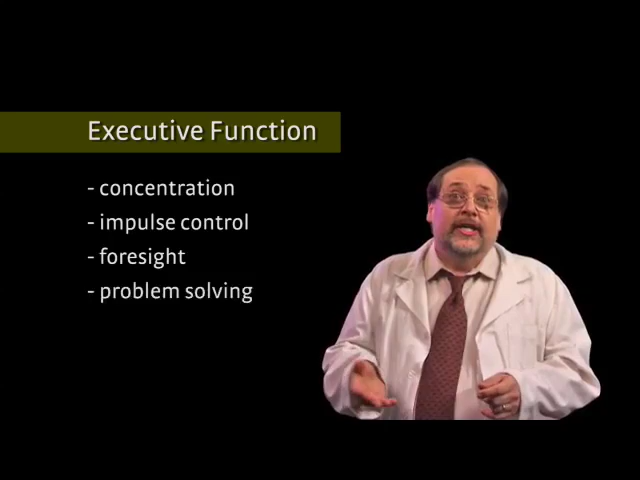 Executive Function
- concentration
- impulse control
- foresight
- problem solving